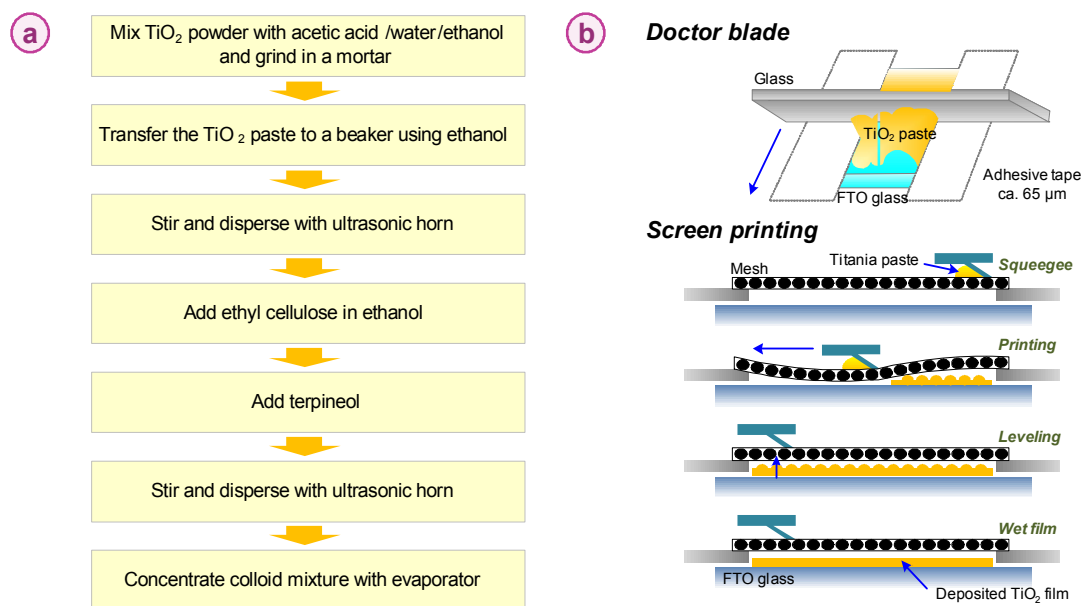 a
Mix TiO₂ powder with acetic acid /water/ethanol
and grind in a mortar
Transfer the TiO ₂ paste to a beaker using ethanol
Stir and disperse with ultrasonic horn
Add ethyl cellulose in ethanol
Add terpineol
Stir and disperse with ultrasonic horn
Concentrate colloid mixture with evaporator
b
Doctor blade
Glass
TiO₂ paste
Adhesive tape
ca. 65 μm
FTO glass
Screen printing
Titania paste
Squeegee
Mesh
Printing
Leveling
Wet film
FTO glass
Deposited TiO₂ film